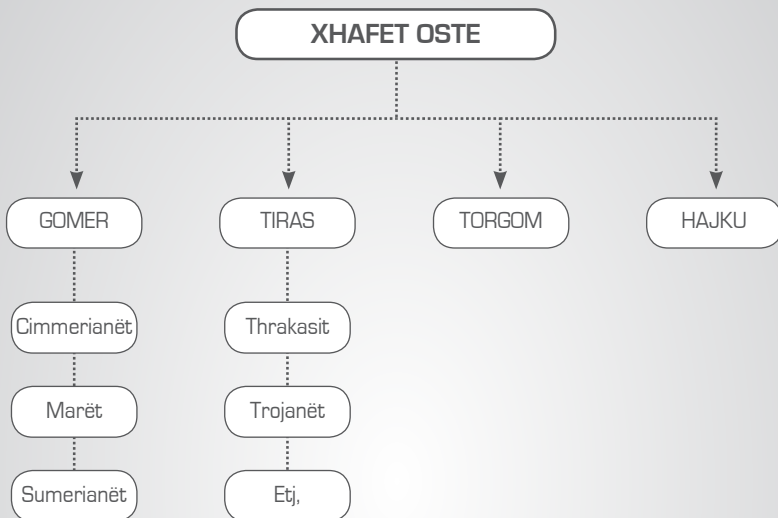 XHAFET OSTE
GOMER
TIRAS
TORGOM
HAJKU
Cimmerianët
Thrakasit
Marët
Trojanët
Sumerianët
Etj,